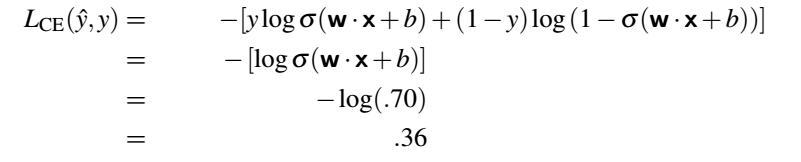 L_CE(ŷ, y) = −[y log σ(w · x + b) + (1 − y) log (1 − σ(w · x + b))]
= −[log σ(w · x + b)]
= −log(.70)
= .36